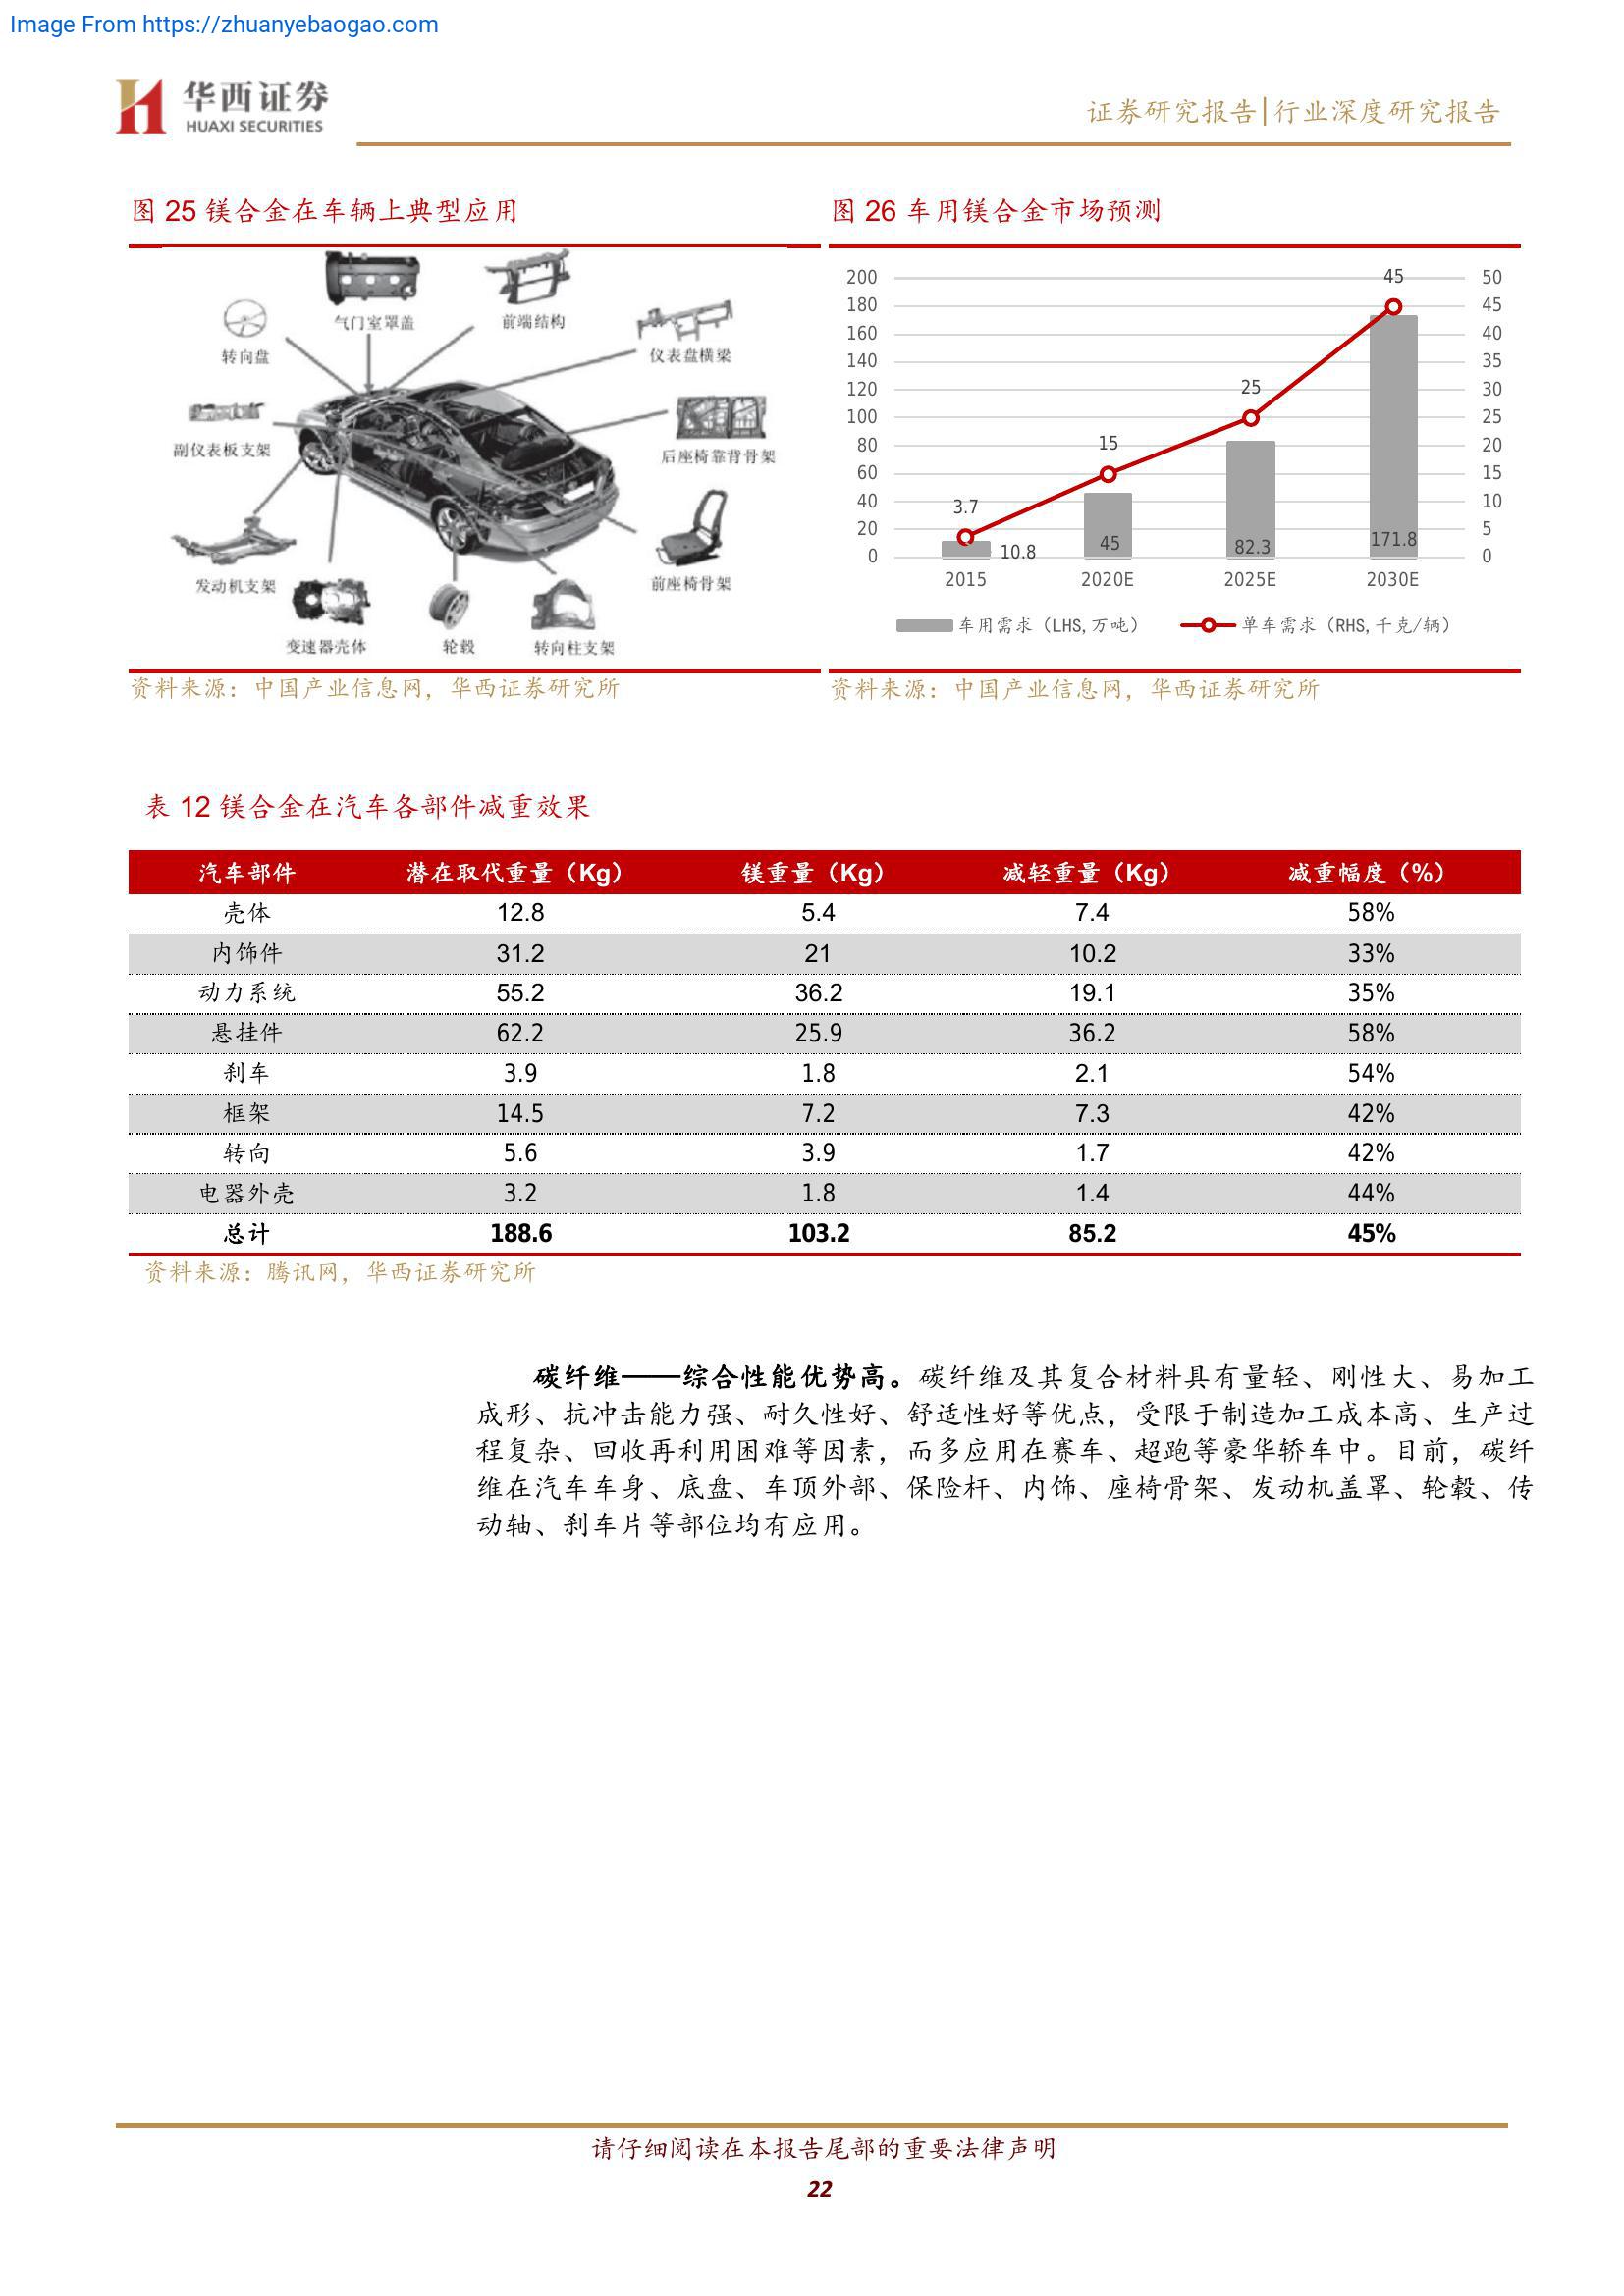 Image From https://zhuanyebaogao.com
华西证券
HUAXI SECURITIES
证券研究报告|行业深度研究报告
图 25 镁合金在车辆上典型应用
气门室罩盖
前端结构
转向盘
仪表盘横梁
副仪表板支架
后座椅靠背骨架
发动机支架
前座椅骨架
变速器壳体
轮毂
转向柱支架
资料来源：中国产业信息网，华西证券研究所
图 26 车用镁合金市场预测
200
180
160
140
120
100
80
60
40
20
0
50
45
40
35
30
25
20
15
10
5
0
3.7
15
25
45
10.8
45
82.3
171.8
2015 2020E 2025E 2030E
车用需求（LHS,万吨） 单车需求（RHS,千克/辆）
资料来源：中国产业信息网，华西证券研究所
表 12 镁合金在汽车各部件减重效果
汽车部件 潜在取代重量（Kg） 镁重量（Kg） 减轻重量（Kg） 减重幅度（%）
壳体 12.8 5.4 7.4 58%
内饰件 31.2 21 10.2 33%
动力系统 55.2 36.2 19.1 35%
悬挂件 62.2 25.9 36.2 58%
刹车 3.9 1.8 2.1 54%
框架 14.5 7.2 7.3 42%
转向 5.6 3.9 1.7 42%
电器外壳 3.2 1.8 1.4 44%
总计 188.6 103.2 85.2 45%
资料来源：腾讯网，华西证券研究所
碳纤维——综合性能优势高。碳纤维及其复合材料具有量轻、刚性大、易加工
成形、抗冲击能力强、耐久性好、舒适性好等优点，受限于制造加工成本高、生产过
程复杂、回收再利用困难等因素，而多应用在赛车、超跑等豪华轿车中。目前，碳纤
维在汽车车身、底盘、车顶外部、保险杆、内饰、座椅骨架、发动机盖罩、轮毂、传
动轴、刹车片等部位均有应用。
请仔细阅读在本报告尾部的重要法律声明
22